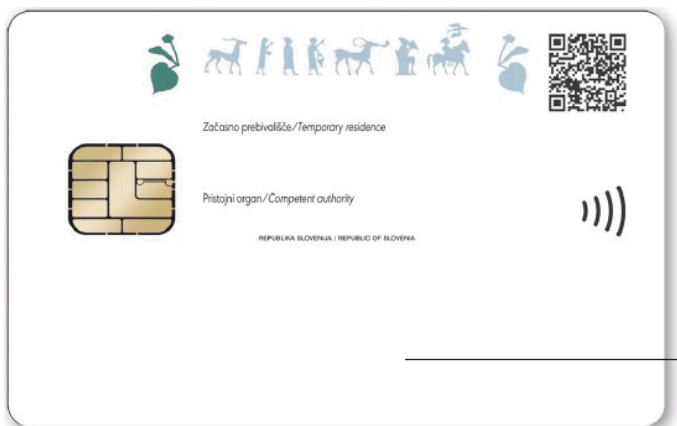 Začasno prebivališče/Temporary residence
Pristojni organ/Competent authority
REPUBLIKA SLOVENIJA / REPUBLIC OF SLOVENIA